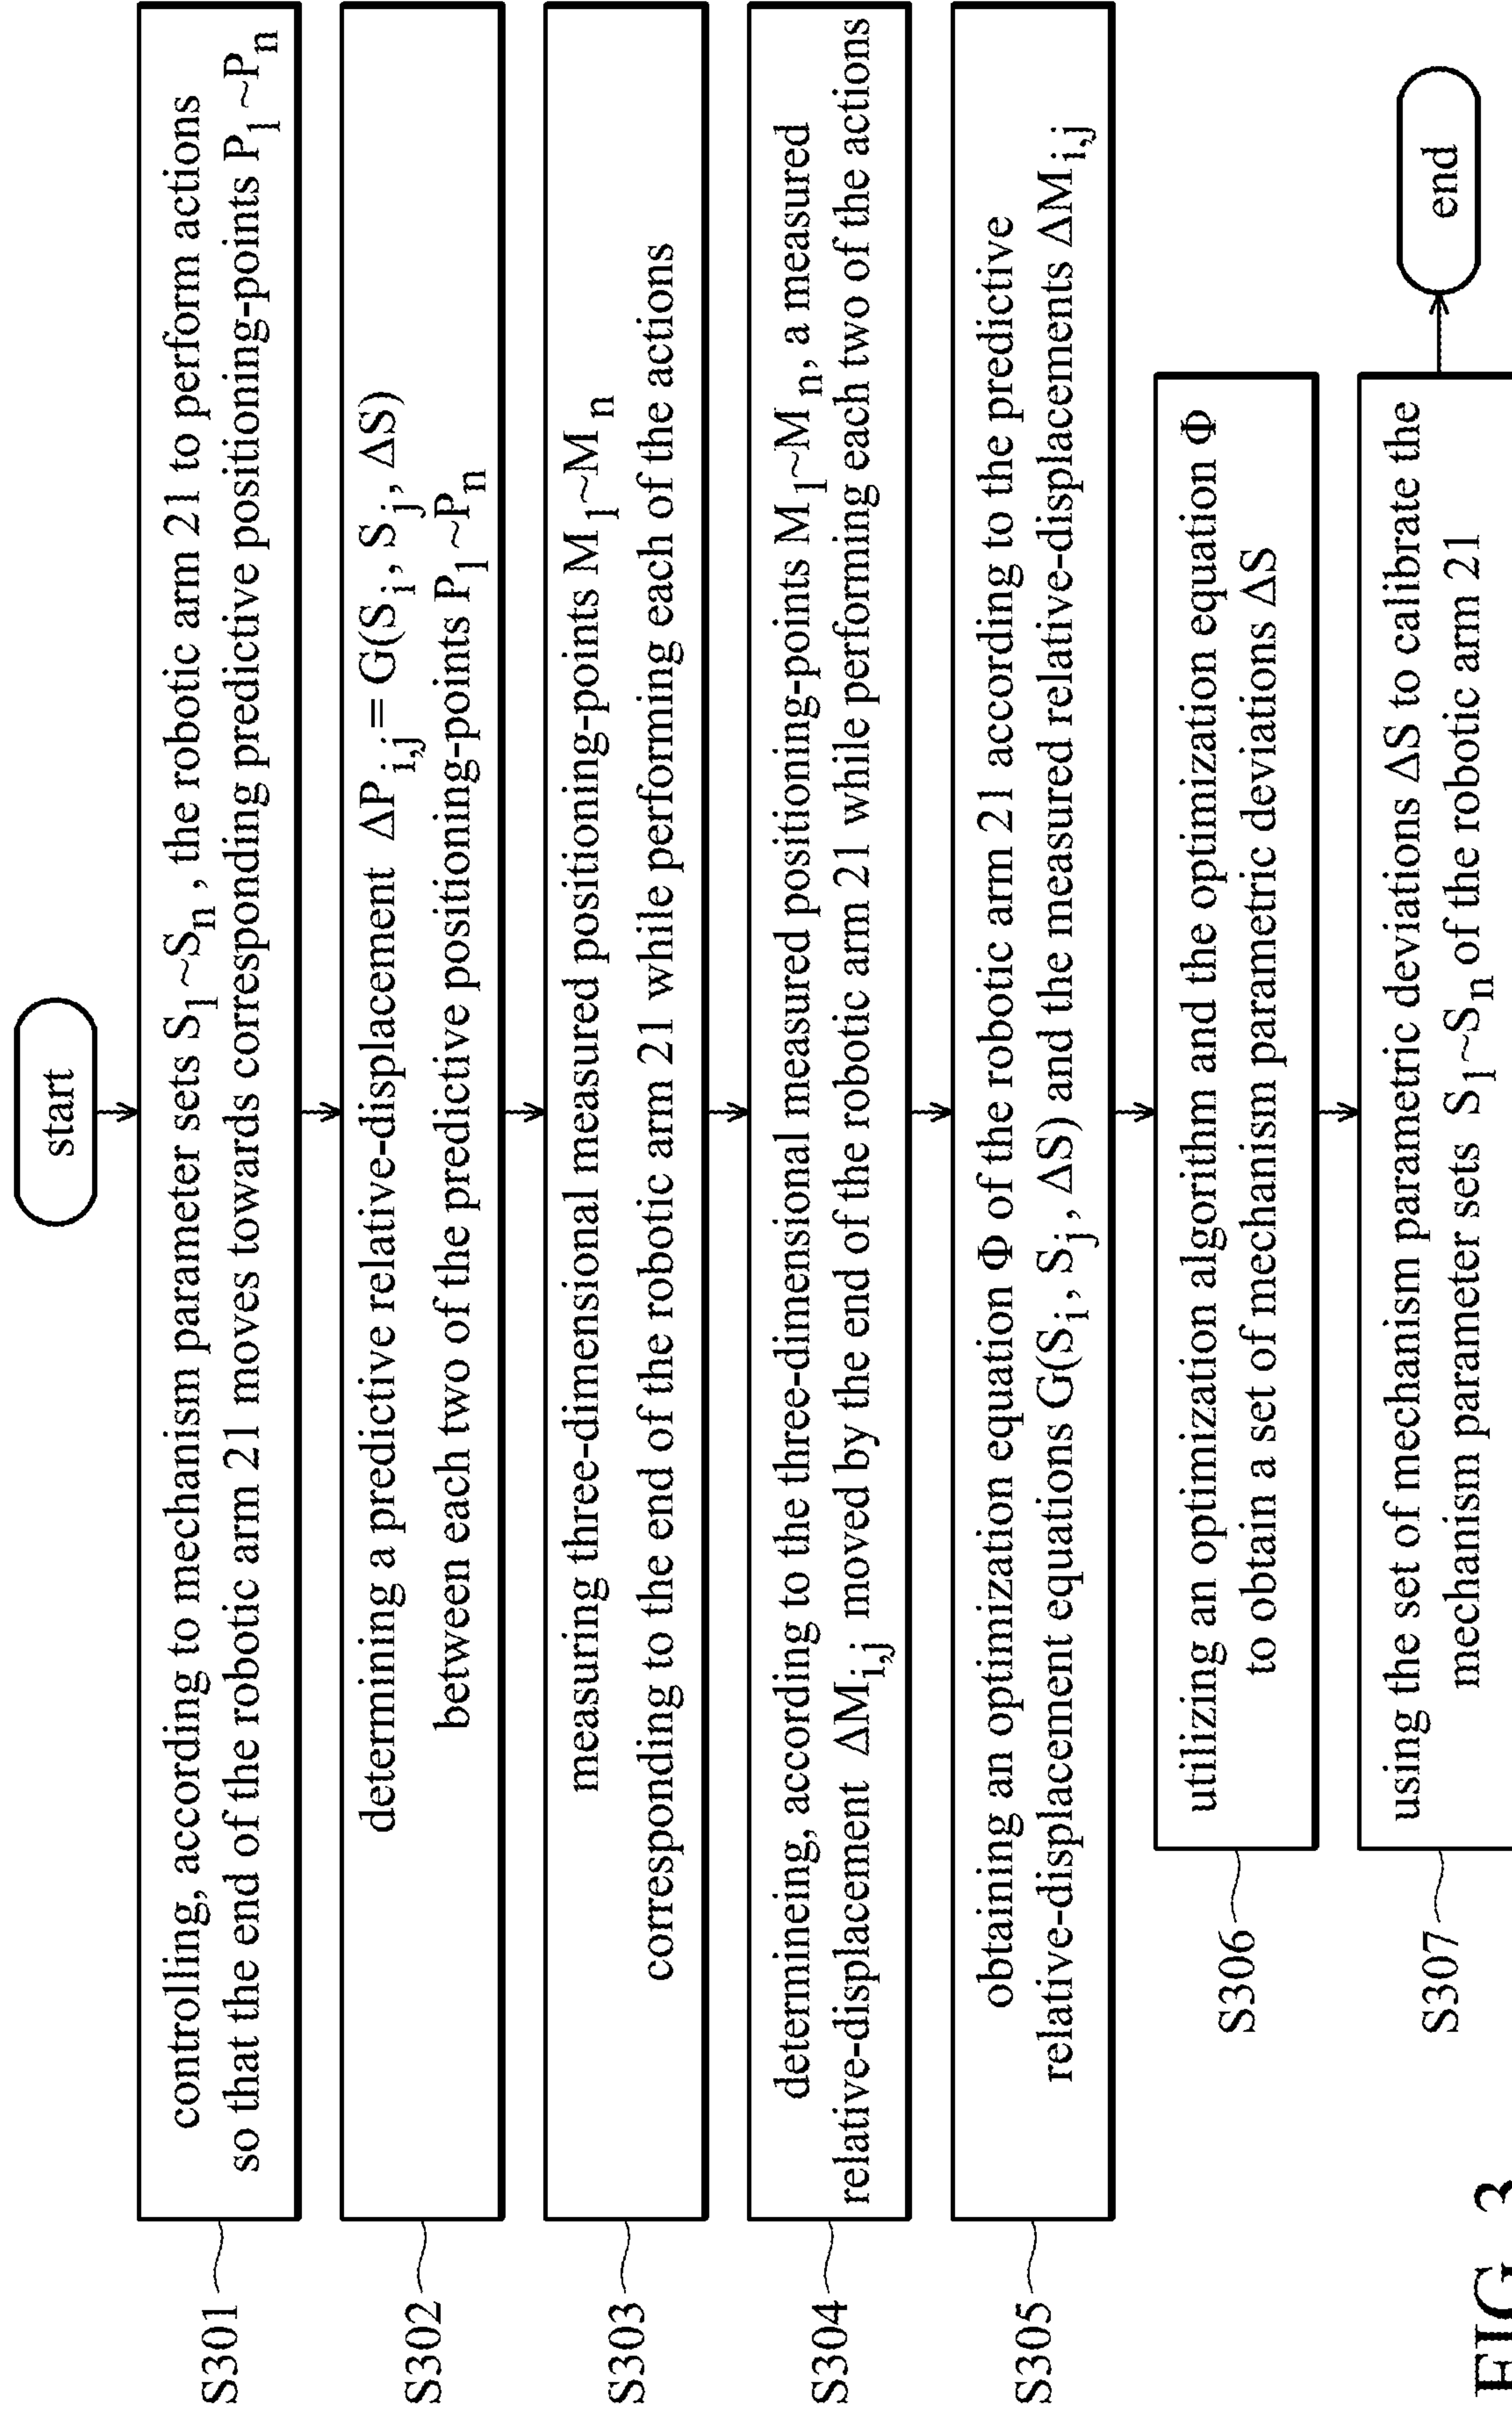 start
S301
controlling, according to mechanism parameter sets S1~Sn, the robotic arm 21 to perform actions
so that the end of the robotic arm 21 moves towards corresponding predictive positioning-points P1~Pn
S302
determining a predictive relative-displacement ΔPi,j= G(Si, Sj, ΔS)
between each two of the predictive positioning-points P1~Pn
S303
measuring three-dimensional measured positioning-points M1~Mn
corresponding to the end of the robotic arm 21 while performing each of the actions
S304
determineing, according to the three-dimensional measured positioning-points M1~Mn, a measured
relative-displacement ΔMi,j moved by the end of the robotic arm 21 while performing each two of the actions
S305
obtaining an optimization equation Φ of the robotic arm 21 according to the predictive
relative-displacement equations G(Si, Sj, ΔS) and the measured relative-displacements ΔMi,j
S306
utilizing an optimization algorithm and the optimization equation Φ
to obtain a set of mechanism parametric deviations ΔS
S307
using the set of mechanism parametric deviations ΔS to calibrate the
mechanism parameter sets S1~Sn of the robotic arm 21
end
FIG. 3